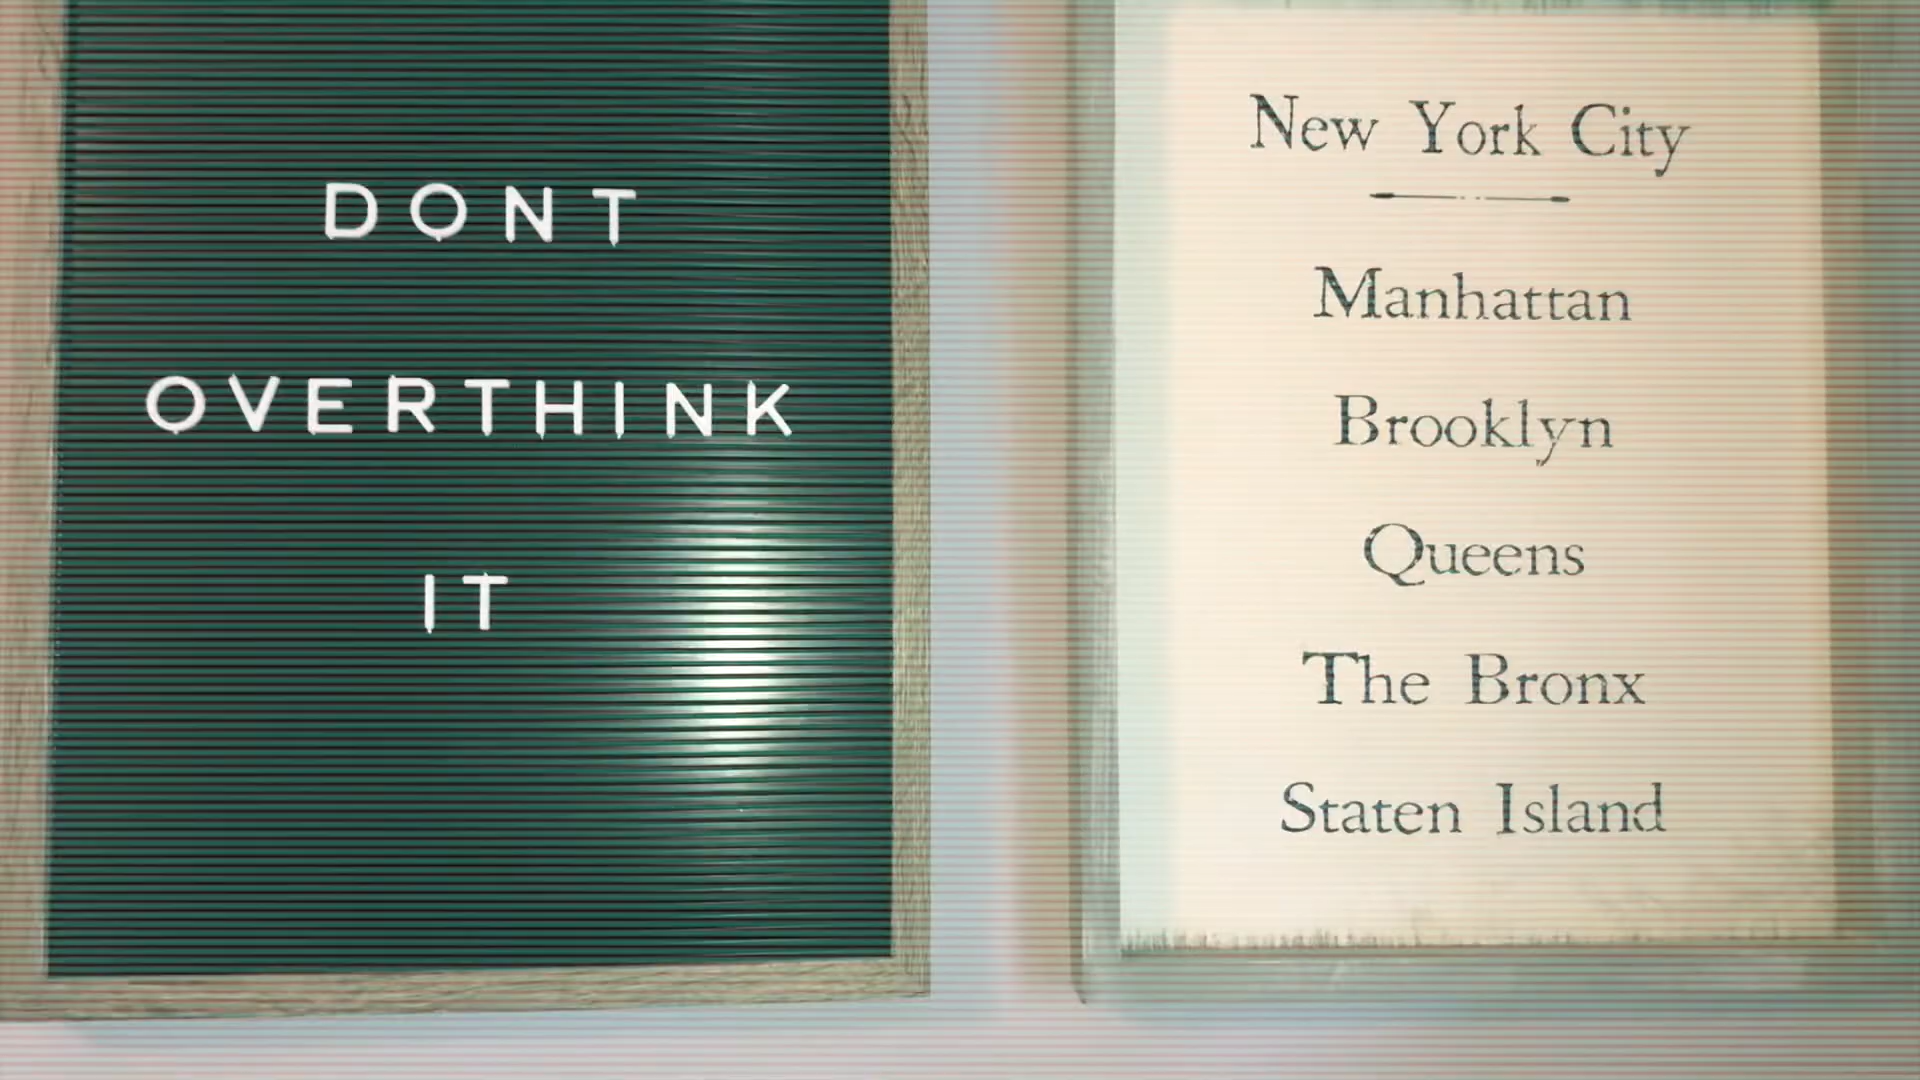 DONT
OVERTHINK
IT
New York City
Manhattan
Brooklyn
Queens
The Bronx
Staten Island